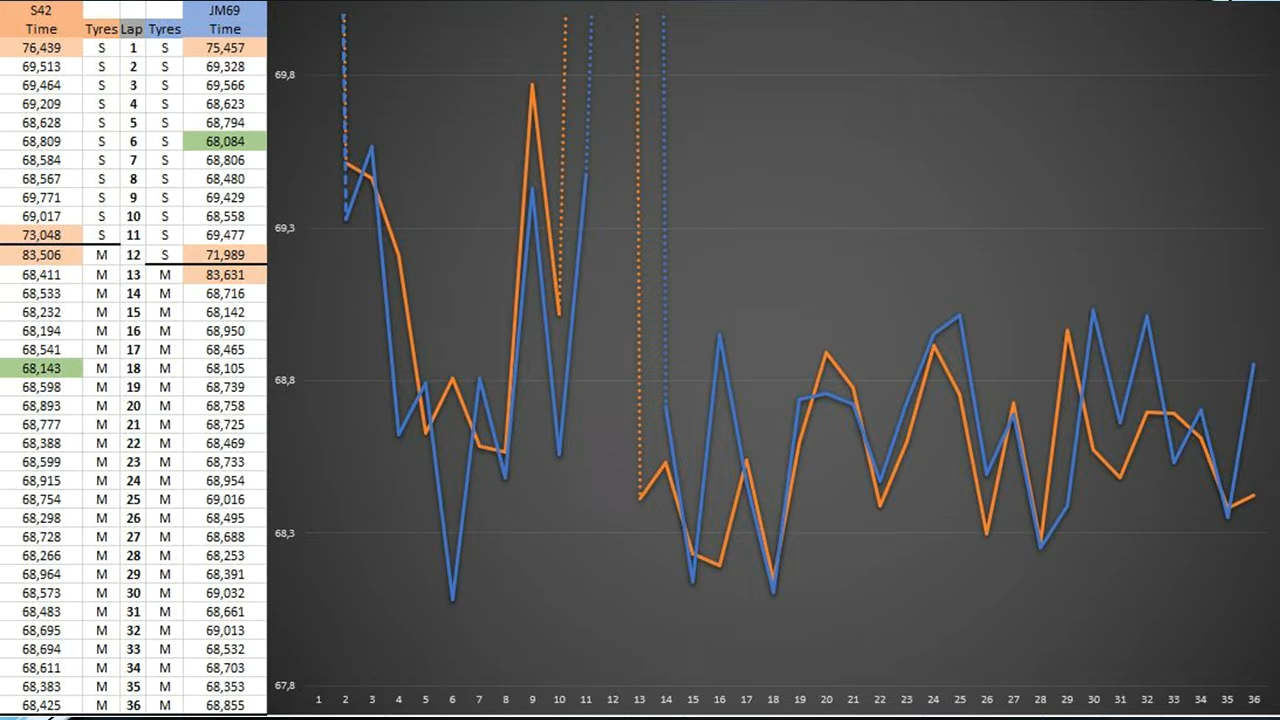 S42 JM69
Time Tyres Lap Tyres Time
76,439 S 1 S 75,457
69,513 S 2 S 69,328
69,464 S 3 S 69,566
69,209 S 4 S 68,623
68,628 S 5 S 68,794
68,809 S 6 S 68,084
68,584 S 7 S 68,806
68,567 S 8 S 68,480
69,771 S 9 S 69,429
69,017 S 10 S 68,558
73,048 S 11 S 69,477
83,506 M 12 S 71,989
68,411 M 13 M 83,631
68,533 M 14 M 68,716
68,232 M 15 M 68,142
68,194 M 16 M 68,950
68,541 M 17 M 68,465
68,143 M 18 M 68,105
68,598 M 19 M 68,739
68,893 M 20 M 68,758
68,777 M 21 M 68,725
68,388 M 22 M 68,469
68,599 M 23 M 68,733
68,915 M 24 M 68,954
68,754 M 25 M 69,016
68,298 M 26 M 68,495
68,728 M 27 M 68,688
68,266 M 28 M 68,253
68,964 M 29 M 68,391
68,573 M 30 M 69,032
68,483 M 31 M 68,661
68,695 M 32 M 69,013
68,694 M 33 M 68,532
68,611 M 34 M 68,703
68,383 M 35 M 68,353
68,425 M 36 M 68,855
69,8
69,3
68,8
68,3
67,8
1 2 3 4 5 6 7 8 9 10 11 12 13 14 15 16 17 18 19 20 21 22 23 24 25 26 27 28 29 30 31 32 33 34 35 36